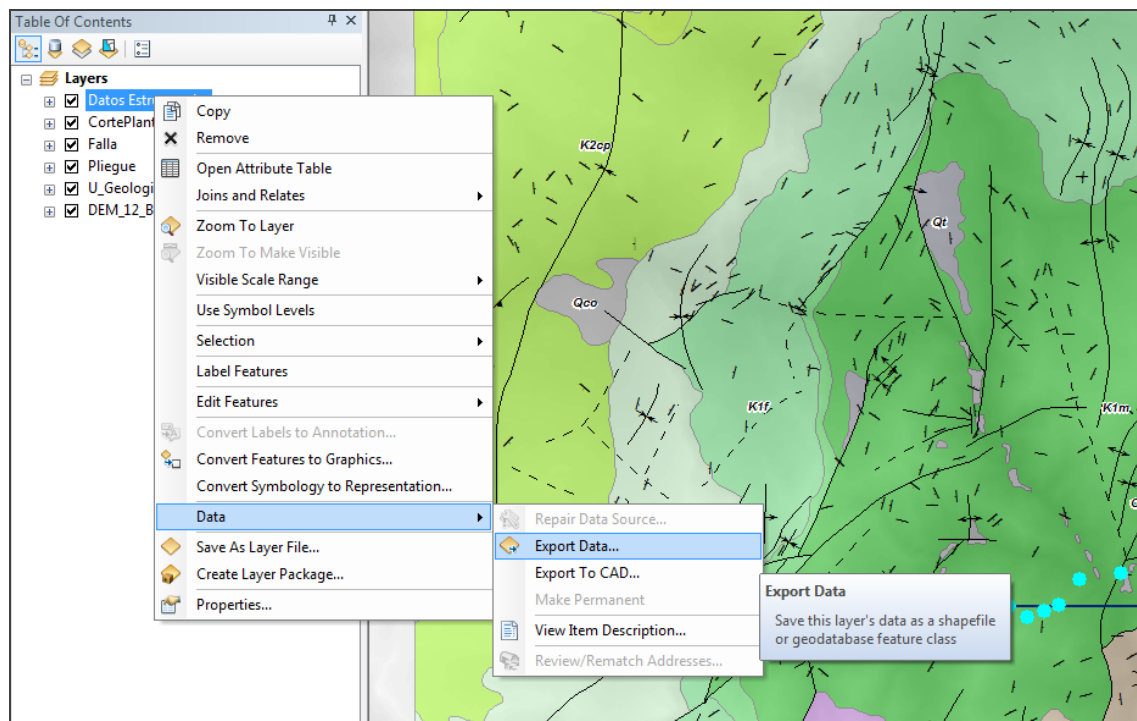 Table Of Contents
Layers
Datos Estr
CortePlant
Falla
Pliegue
U_Geologi
DEM_12_B
Copy
Remove
Open Attribute Table
Joins and Relates
Zoom To Layer
Zoom To Make Visible
Visible Scale Range
Use Symbol Levels
Selection
Label Features
Edit Features
Convert Labels to Annotation...
Convert Features to Graphics...
Convert Symbology to Representation...
Data
Save As Layer File...
Create Layer Package...
Properties...
Repair Data Source...
Export Data...
Export To CAD...
Make Permanent
View Item Description...
Review/Rematch Addresses...
Export Data
Save this layer's data as a shapefile
or geodatabase feature class
K2cp
Qt
Qco
K1f
K1m